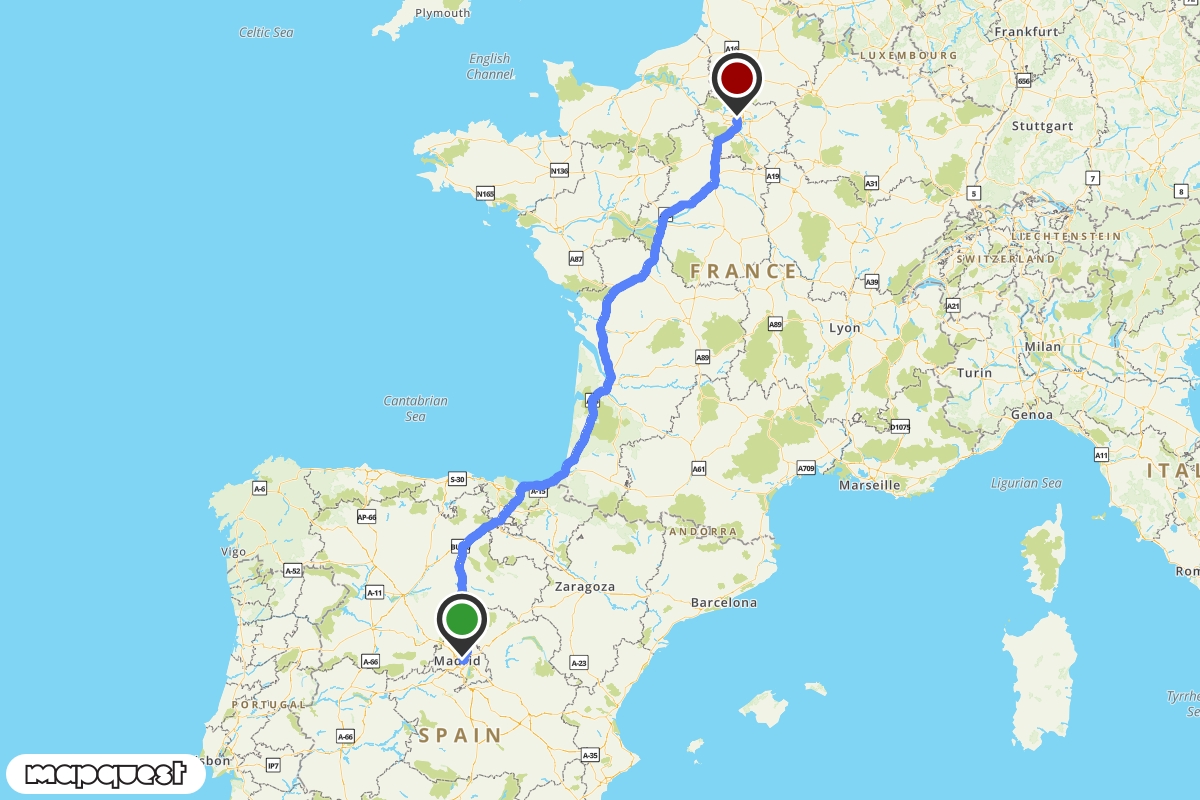 Plymouth
Celtic Sea
Frankfurt
A16
LUXEMBOURG
English
Channel
656
Stuttgart
N136
A19
7
A31
N165
5
8
LIECHTENSTEIN
A87
SWITZERLAND
FRANCE
A39
A21
A89
Lyon
Milan
A89
Turin
Cantabrian
Sea
Genoa
D1075
A11
A61
A709
ITAL
S-30
Marseille
Ligurian Sea
A-6
A-15
AP-66
ANDORRA
Vigo
BU
A-52
Rom
Zaragoza
A-11
Barcelona
Madrid
A-66
A-23
Tyrrhe
Se
PORTUGAL
SPAIN
A-66
A-35
sbon
IP7
mapquest